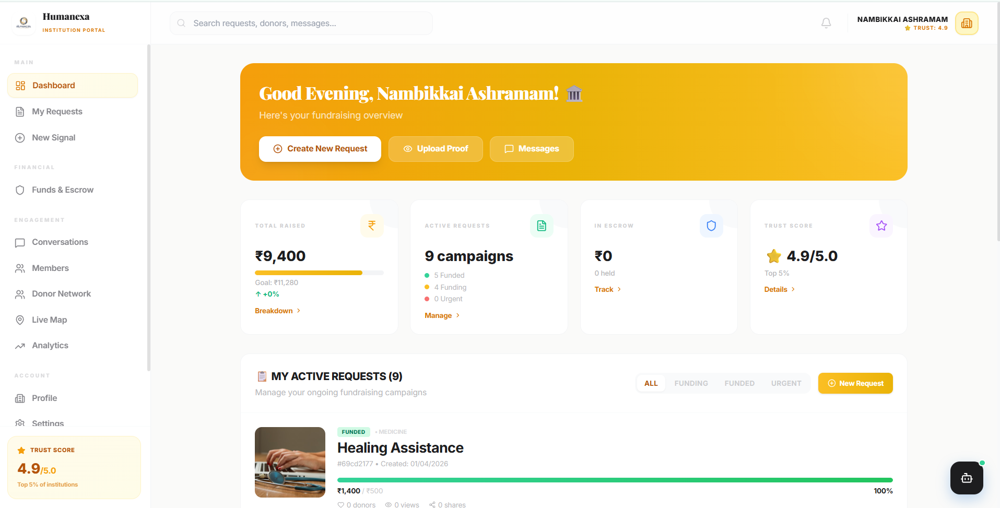 Humanexa
INSTITUTION PORTAL
HUMANEXA
Search requests, donors, messages...
NAMBIKKAI ASHRAMAM
TRUST: 4.9
MAIN
Dashboard
My Requests
New Signal
FINANCIAL
Funds & Escrow
ENGAGEMENT
Conversations
Members
Donor Network
Live Map
Analytics
ACCOUNT
Profile
Settings
TRUST SCORE
4.9/5.0
Top 5% of institutions
Good Evening, Nambikkai Ashramam! 🏛️
Here's your fundraising overview
Create New Request
Upload Proof
Messages
TOTAL RAISED
₹
₹9,400
Goal: ₹11,280
↑ +0%
Breakdown >
ACTIVE REQUESTS
9 campaigns
5 Funded
4 Funding
0 Urgent
Manage >
IN ESCROW
₹0
0 held
Track >
TRUST SCORE
⭐ 4.9/5.0
Top 5%
Details >
📋 MY ACTIVE REQUESTS (9)
Manage your ongoing fundraising campaigns
ALL
FUNDING
FUNDED
URGENT
New Request
FUNDED • MEDICINE
Healing Assistance
#69cd2177 • Created: 01/04/2026
₹1,400 / ₹500
100%
0 donors
0 views
0 shares